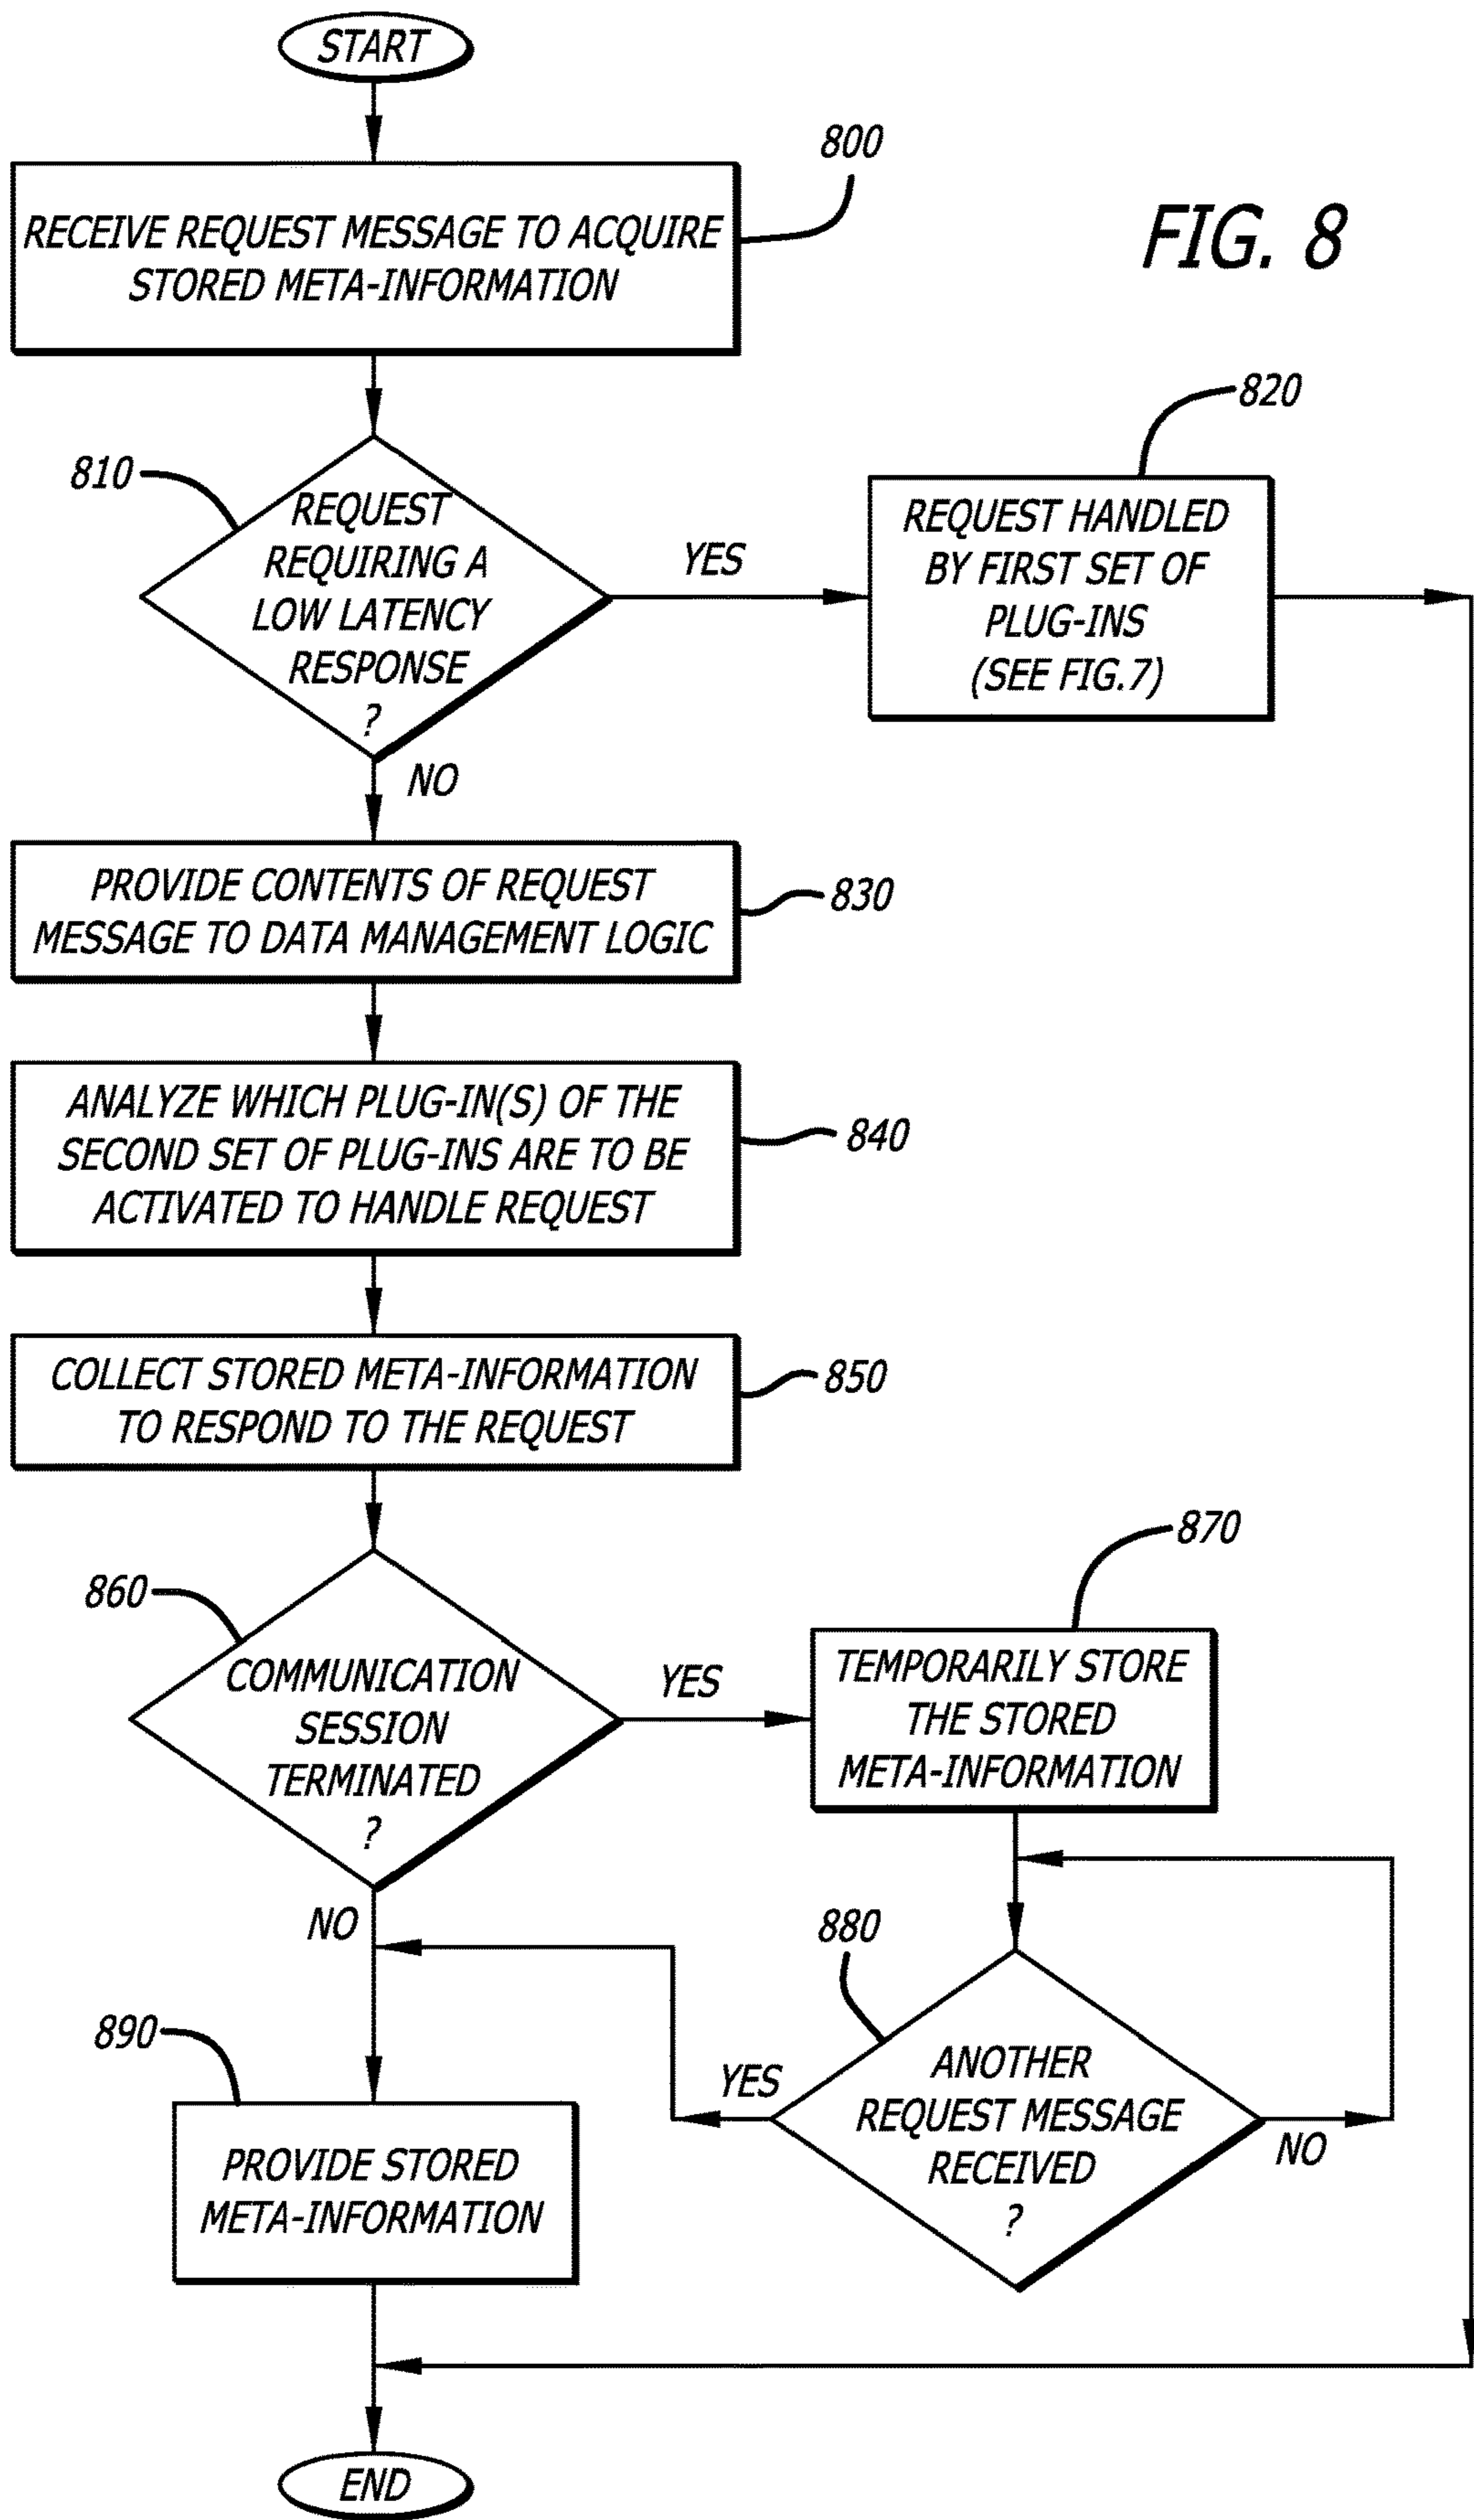 START
800
RECEIVE REQUEST MESSAGE TO ACQUIRE
STORED META-INFORMATION
FIG. 8
810
REQUEST
REQUIRING A
LOW LATENCY
RESPONSE
?
YES
NO
820
REQUEST HANDLED
BY FIRST SET OF
PLUG-INS
(SEE FIG.7)
PROVIDE CONTENTS OF REQUEST
MESSAGE TO DATA MANAGEMENT LOGIC
830
ANALYZE WHICH PLUG-IN(S) OF THE
SECOND SET OF PLUG-INS ARE TO BE
ACTIVATED TO HANDLE REQUEST
840
COLLECT STORED META-INFORMATION
TO RESPOND TO THE REQUEST
850
860
COMMUNICATION
SESSION
TERMINATED
?
YES
NO
870
TEMPORARILY STORE
THE STORED
META-INFORMATION
880
ANOTHER
REQUEST MESSAGE
RECEIVED
?
YES
NO
890
PROVIDE STORED
META-INFORMATION
END